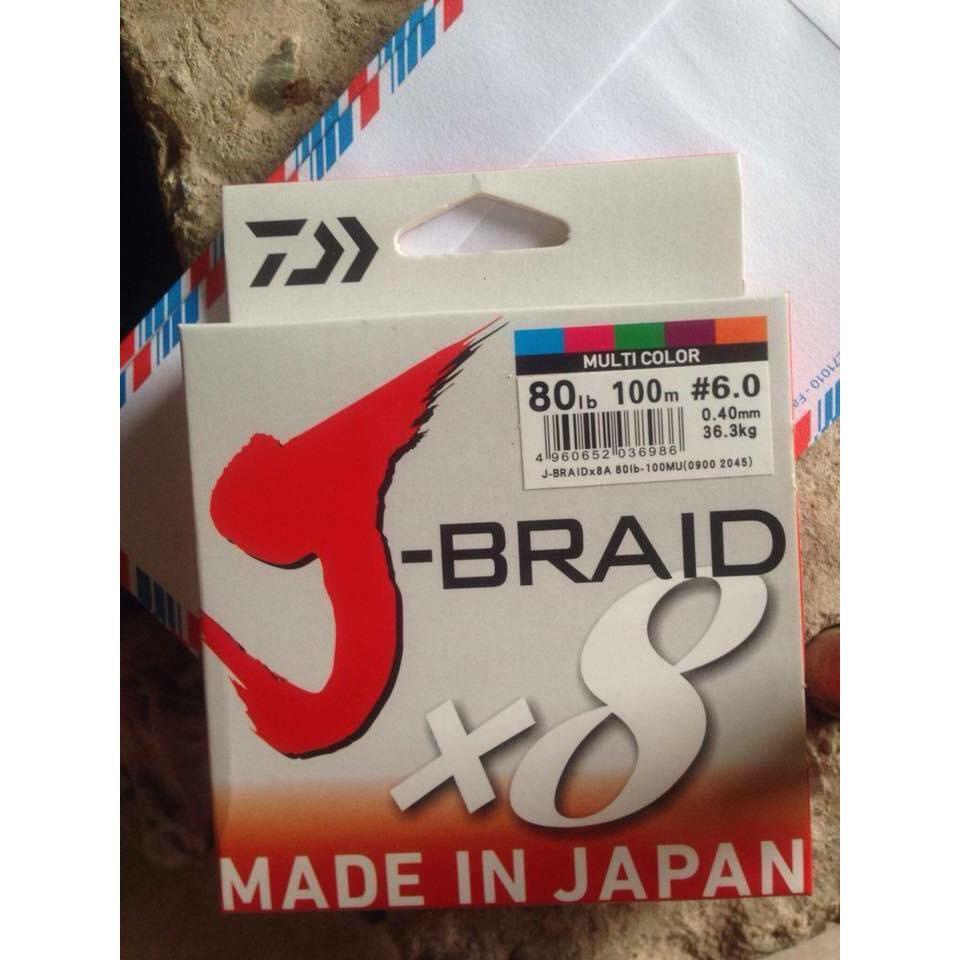 MULTI COLOR
80lb 100m #6.0
0.40mm
36.3kg
4 960652 036986
J-BRAIDx8A 80lb-100MU(0900 2045)
J-BRAID
x8
MADE IN JAPAN